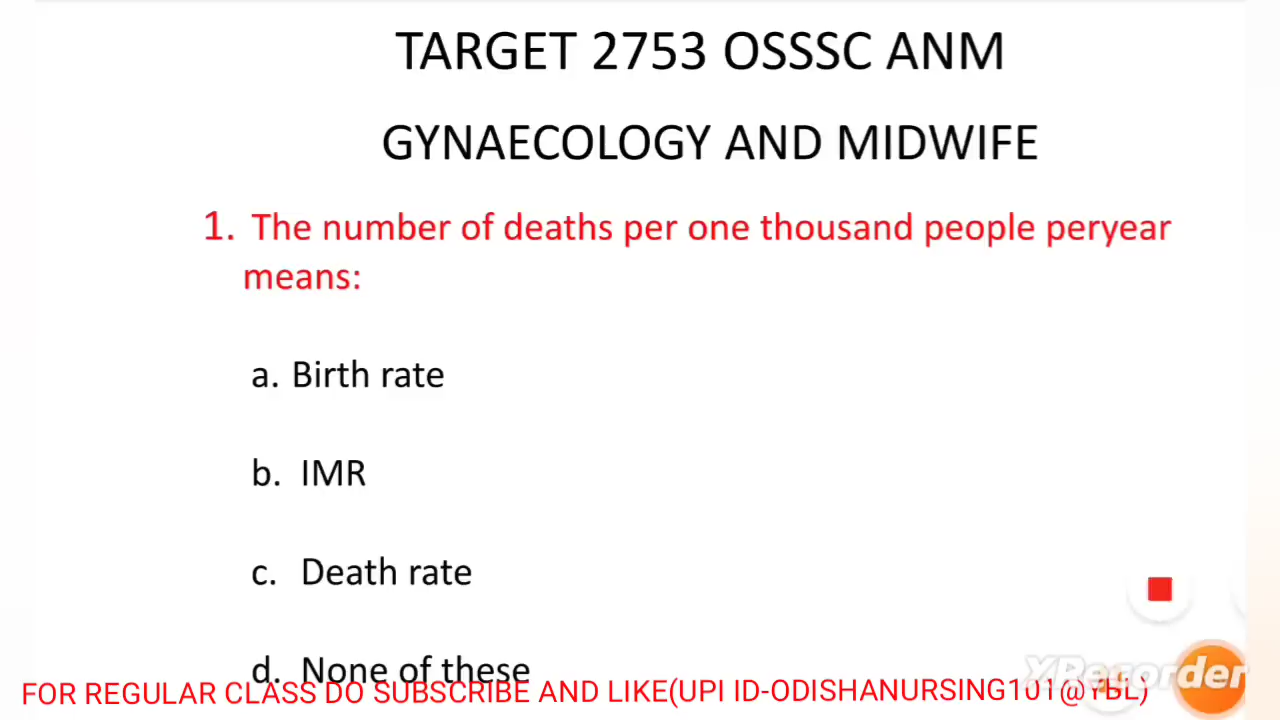 TARGET 2753 OSSSC ANM
GYNAECOLOGY AND MIDWIFE
1. The number of deaths per one thousand people peryear
means:
a. Birth rate
b. IMR
c. Death rate
d. None of these
FOR REGULAR CLASS DO SUBSCRIBE AND LIKE(UPI ID-ODISHANURSING101@YBL)
XRecorder